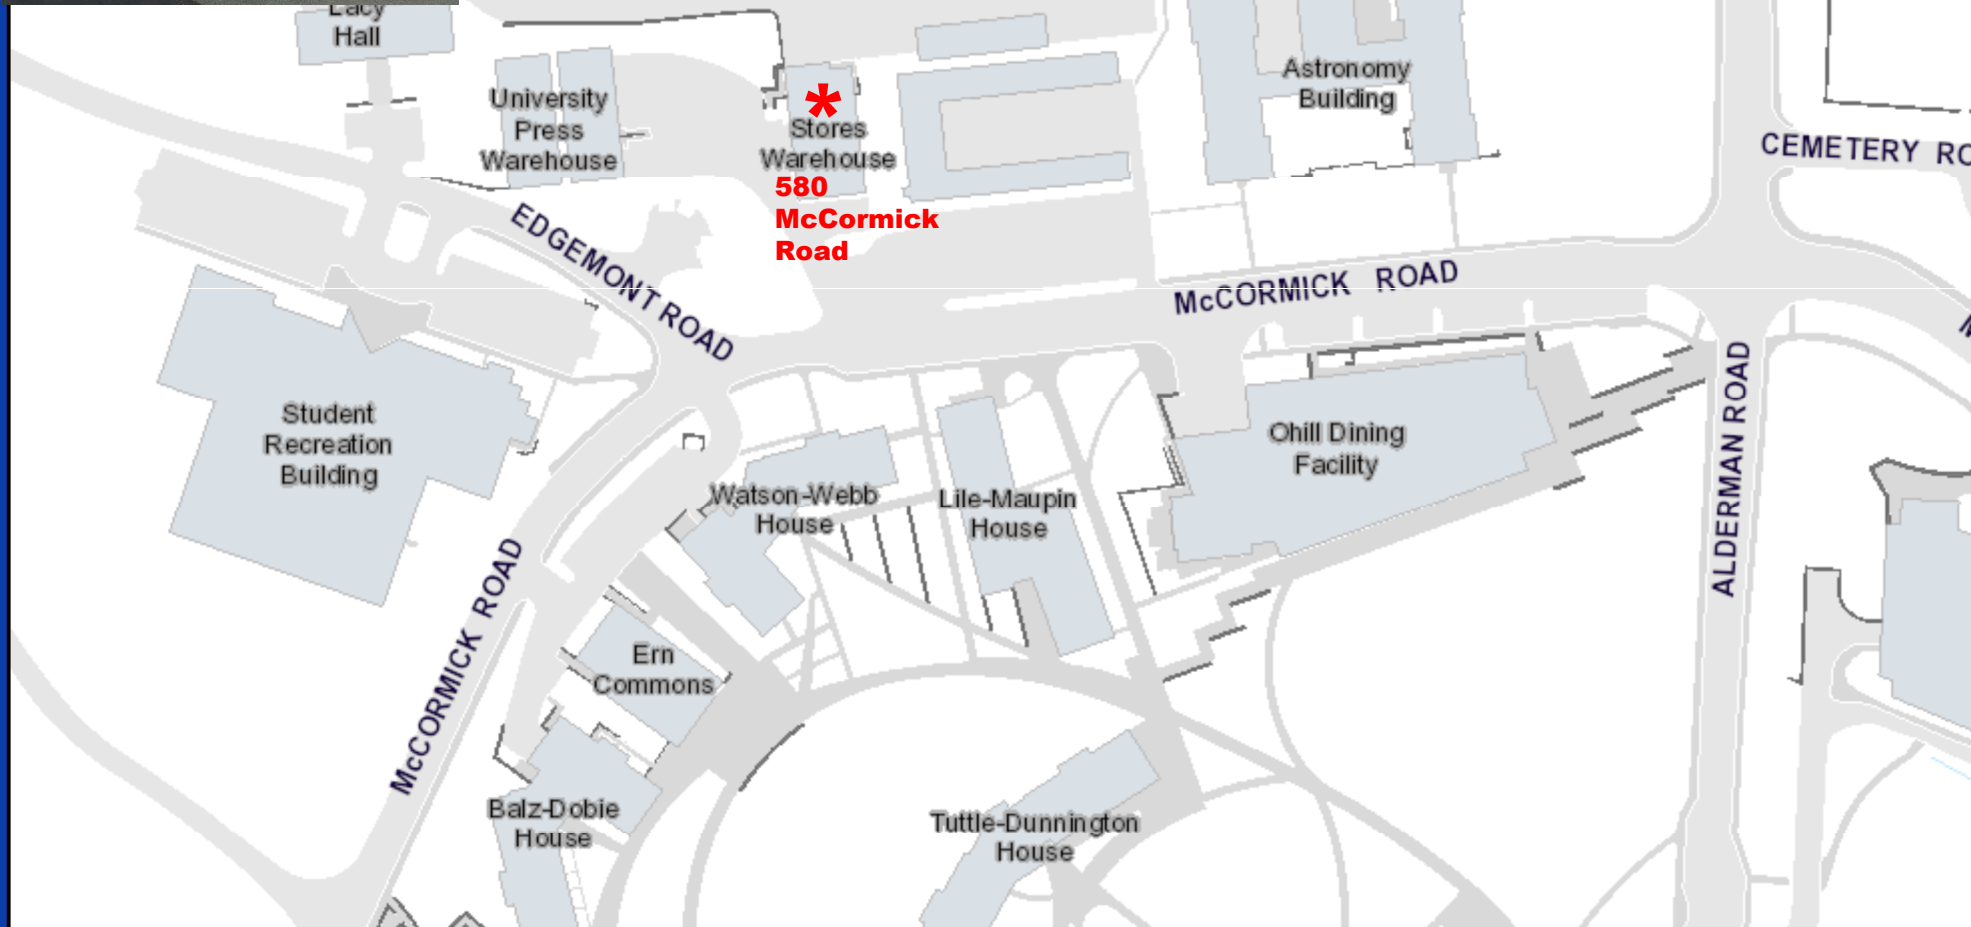 Lacy
Hall
University
Press
Warehouse
*
Stores
Warehouse
580
McCormick
Road
Astronomy
Building
CEMETERY RO
EDGEMONT ROAD
McCORMICK ROAD
M
Student
Recreation
Building
Watson-Webb
House
Lile-Maupin
House
Ohill Dining
Facility
ALDERMAN ROAD
McCORMICK ROAD
Ern
Commons
Balz-Dobie
House
Tuttle-Dunnington
House